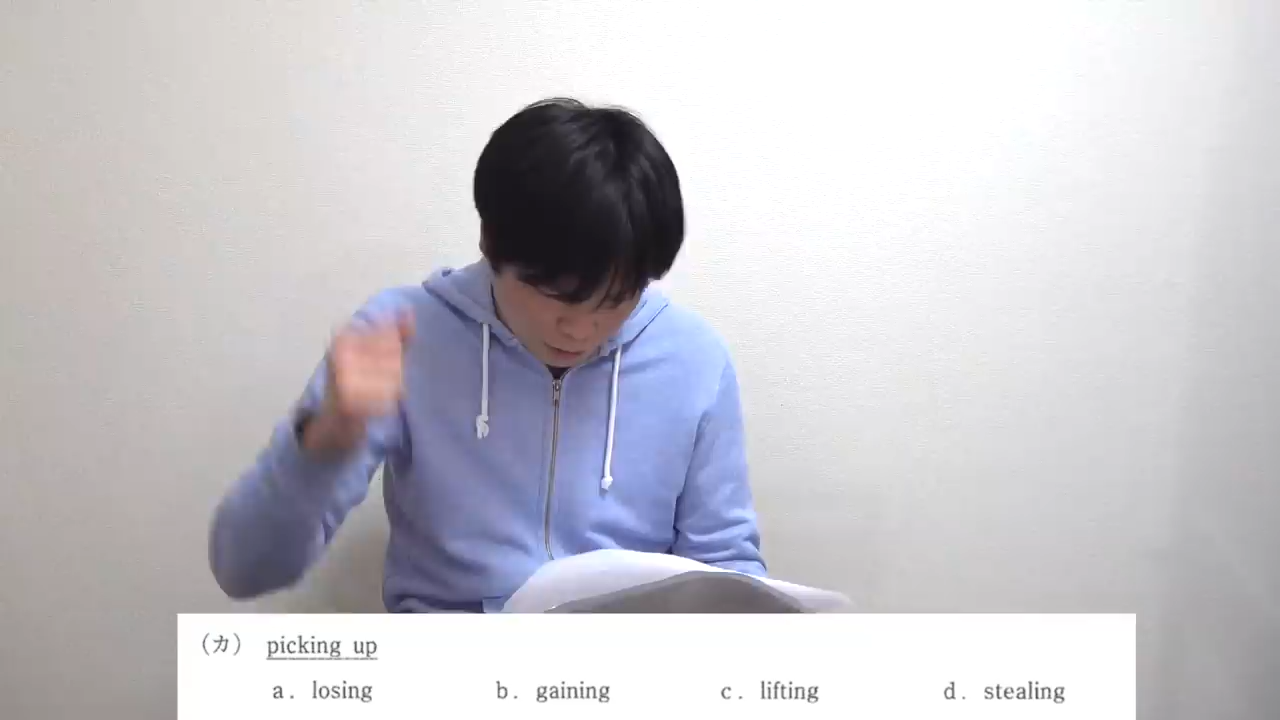 （カ） picking up
a． losing b． gaining c． lifting d． stealing